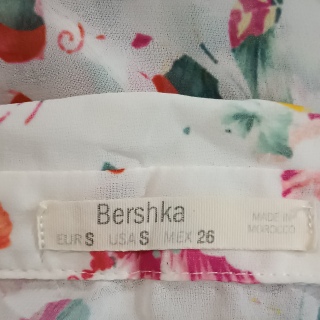 Bershka
EUR S USA S MEX 26
MADE IN
MOROCCO